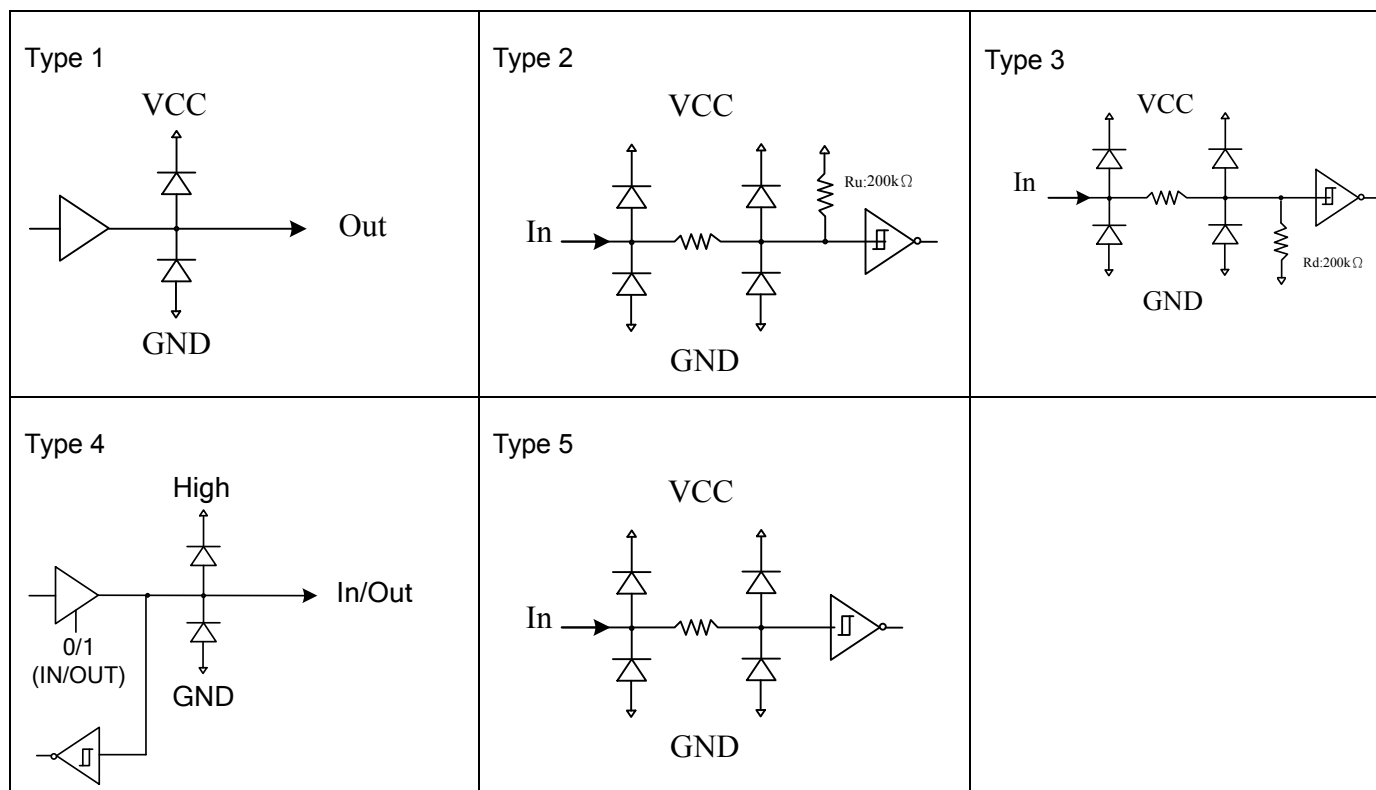 Type 1
VCC
Out
GND
Type 2
VCC
Ru:200kΩ
In
GND
Type 3
VCC
In
Rd:200kΩ
GND
Type 4
High
In/Out
0/1
(IN/OUT)
GND
Type 5
VCC
In
GND